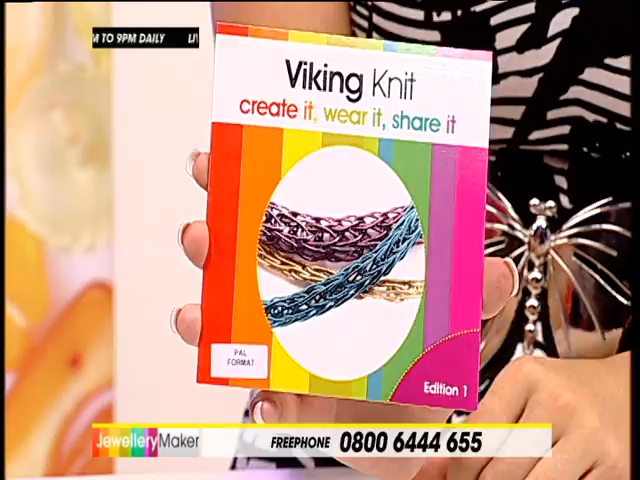 M TO 9PM DAILY LI
Viking Knit
create it, wear it, share it
PAL
FORMAT
Edition 1
JewelleryMaker FREEPHONE 0800 6444 655